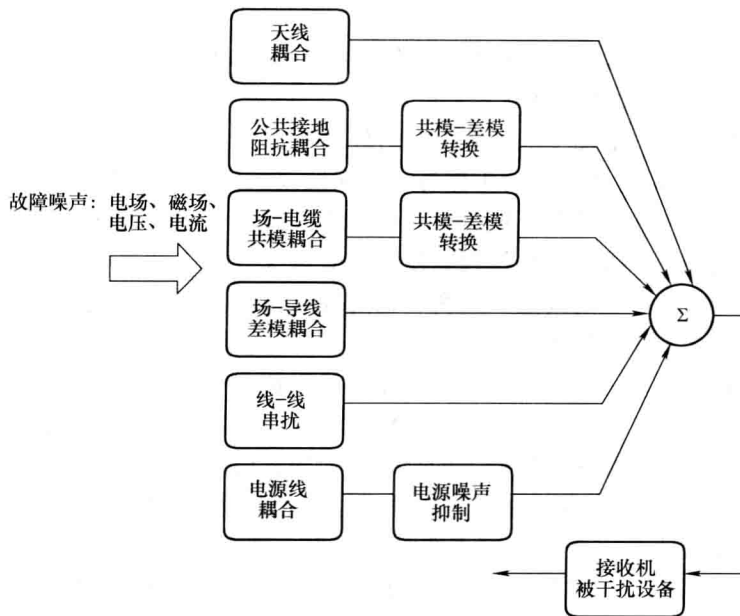 天线
耦合
公共接地
阻抗耦合
共模-差模
转换
故障噪声：电场、磁场、
电压、电流
场-电缆
共模耦合
共模-差模
转换
场-导线
差模耦合
Σ
线-线
串扰
电源线
耦合
电源噪声
抑制
接收机
被干扰设备